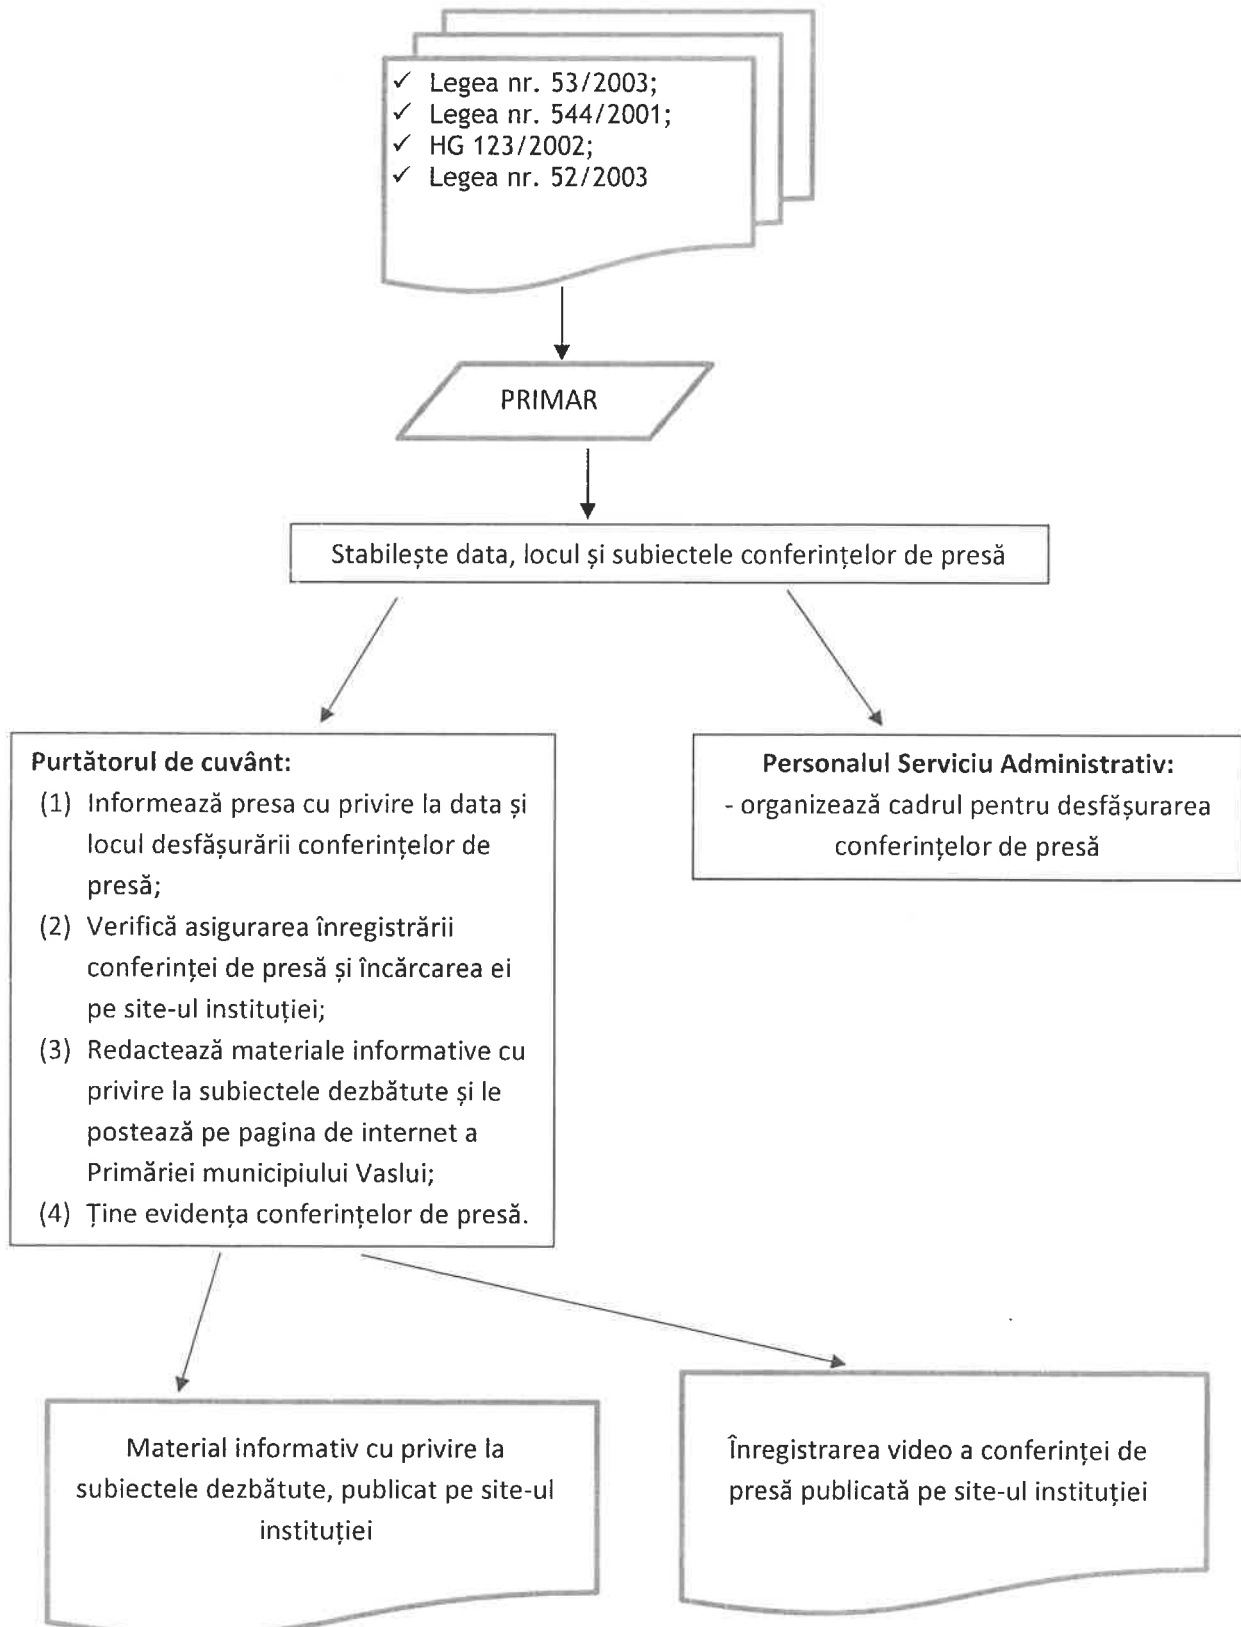 ✓ Legea nr. 53/2003;
✓ Legea nr. 544/2001;
✓ HG 123/2002;
✓ Legea nr. 52/2003
PRIMAR
Stabilește data, locul și subiectele conferințelor de presă
Purtătorul de cuvânt:
(1) Informează presa cu privire la data și
locul desfășurării conferințelor de
presă;
(2) Verifică asigurarea înregistrării
conferinței de presă și încărcarea ei
pe site-ul instituției;
(3) Redactează materiale informative cu
privire la subiectele dezbătute și le
postează pe pagina de internet a
Primăriei municipiului Vaslui;
(4) Ține evidența conferințelor de presă.
Personalul Serviciu Administrativ:
- organizează cadrul pentru desfășurarea
conferințelor de presă
Material informativ cu privire la
subiectele dezbătute, publicat pe site-ul
instituției
Înregistrarea video a conferinței de
presă publicată pe site-ul instituției